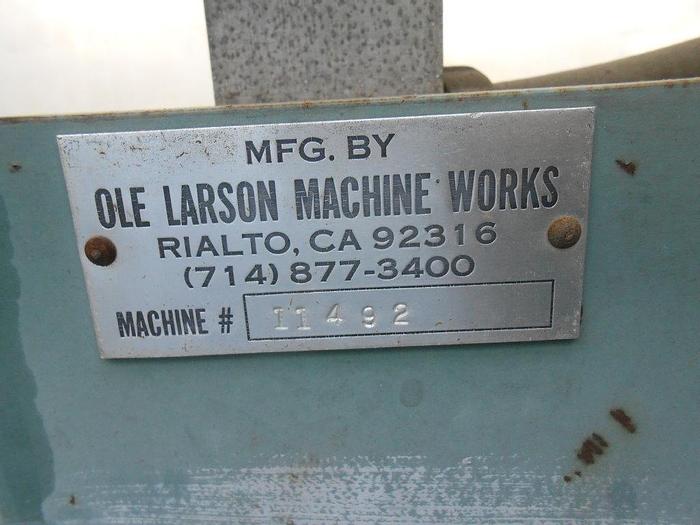 MFG. BY
OLE LARSON MACHINE WORKS
RIALTO, CA 92316
(714) 877-3400
MACHINE # 11492